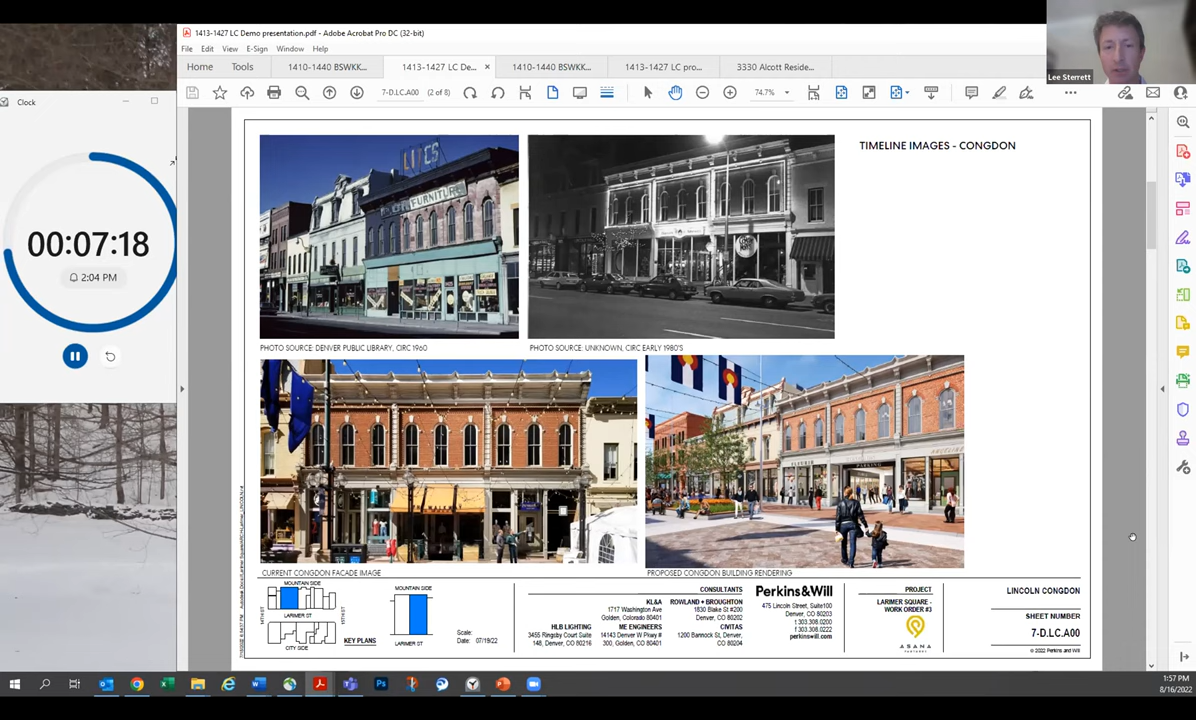 Clock
00:07:18
2:04 PM
1413-1427 LC Demo presentation.pdf - Adobe Acrobat Pro DC (32-bit)
File Edit View E-Sign Window Help
Home Tools 1410-1440 BSWKK... 1413-1427 LC De... × 1410-1440 BSWKK... 1413-1427 LC pro... 3330 Alcott Reside...
7-D.LC.A00 (2 of 8) 74.7%
Lee Sterrett
TIMELINE IMAGES - CONGDON
FURNITURE
PHOTO SOURCE: DENVER PUBLIC LIBRARY, CIRC 1960
PHOTO SOURCE: UNKNOWN, CIRC EARLY 1980'S
CURRENT CONGDON FACADE IMAGE
PROPOSED CONGDON BUILDING RENDERING
MOUNTAIN SIDE
LARIMER ST
CITY SIDE
KEY PLANS
MOUNTAIN SIDE
LARIMER ST
Scale:
Date: 07/19/22
CONSULTANTS
KL&A
1717 Washington Ave
Golden, Colorado 80401
ROWLAND + BROUGHTON
1830 Blake St #200
Denver, CO 80202
HLB LIGHTING
3455 Ringsby Court Suite
148, Denver, CO 80216
ME ENGINEERS
14143 Denver W Pkwy #
300, Golden, CO 80401
CIVITAS
1200 Bannock St, Denver,
CO 80204
Perkins&Will
475 Lincoln Street, Suite100
Denver, CO 80203
t 303.308.0200
f 303.308.0222
perkinswill.com
PROJECT
LARIMER SQUARE -
WORK ORDER #3
ASANA
PARTNERS
LINCOLN CONGDON
SHEET NUMBER
7-D.LC.A00
© 2022 Perkins and Will
1:57 PM
8/16/2022